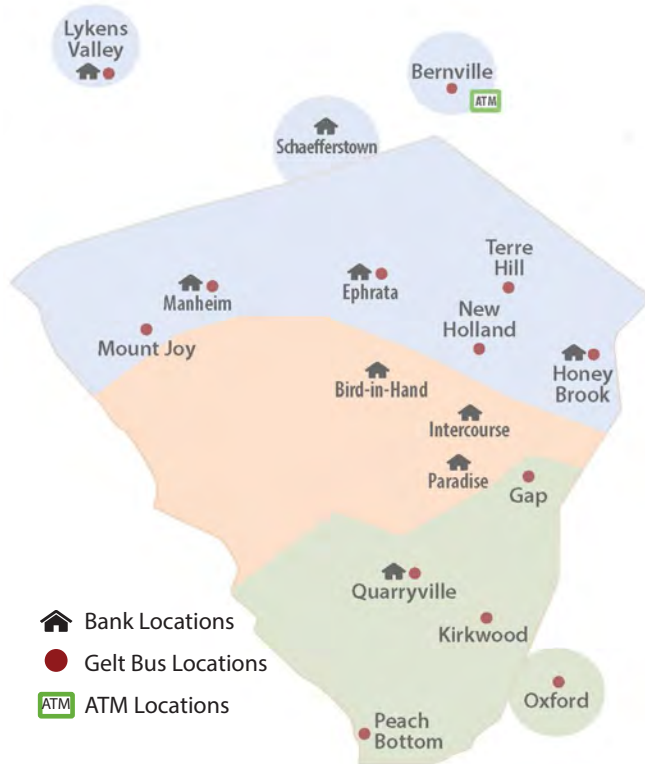 Lykens
Valley
Bernville
ATM
Schaefferstown
Terre
Hill
Manheim
Ephrata
New
Holland
Mount Joy
Honey
Brook
Bird-in-Hand
Intercourse
Paradise
Gap
Quarryville
Kirkwood
Oxford
Peach
Bottom
Bank Locations
Gelt Bus Locations
ATM ATM Locations